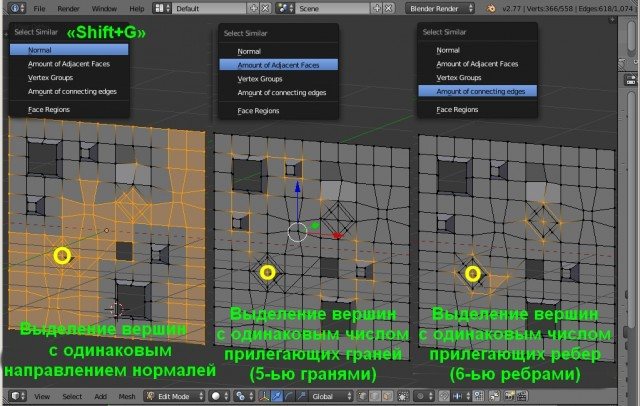 File
Render
Window
Help
Default
Scene
Blender Render
v2.77 | Verts:366/558 | Edges:618/1,074
«Shift+G»
Select Similar
Normal
Amount of Adjacent Faces
Vertex Groups
Amount of connecting edges
Face Regions
Select Similar
Normal
Amount of Adjacent Faces
Vertex Groups
Amount of connecting edges
Face Regions
Select Similar
Normal
Amount of Adjacent Faces
Vertex Groups
Amount of connecting edges
Face Regions
Выделение вершин
с одинаковым
направлением нормалей
Выделение вершин
с одинаковым числом
прилегающих граней
(5-ью гранями)
Выделение вершин
с одинаковым числом
прилегающих ребер
(6-ью ребрами)
View
Select
Add
Mesh
Edit Mode
Global